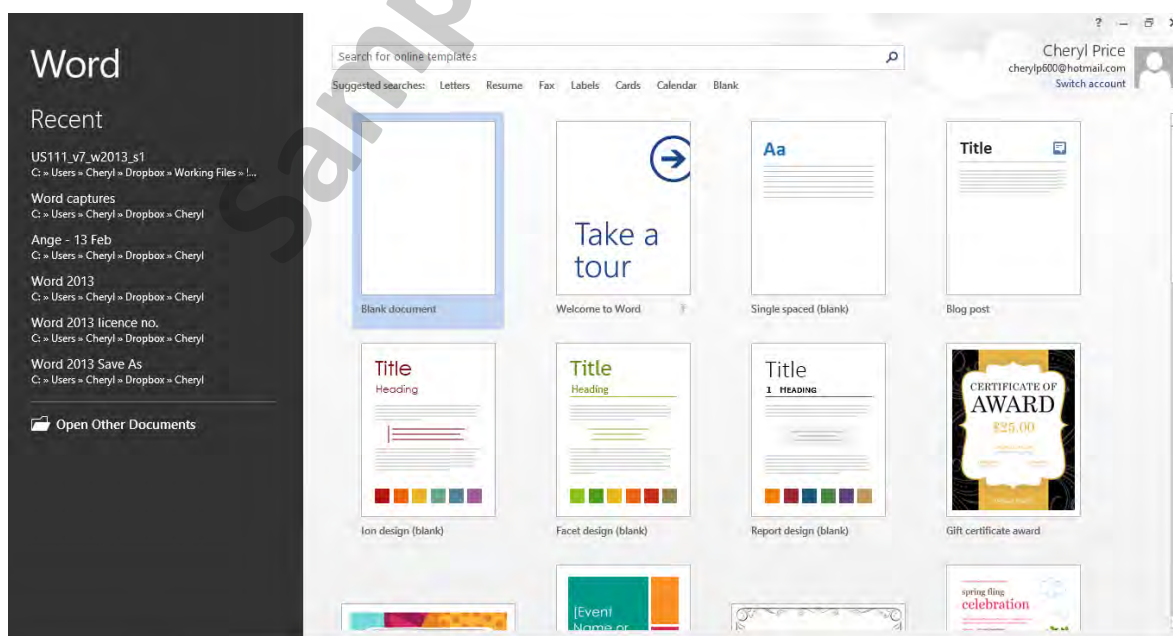 Word
Recent
US111_v7_w2013_s1
C: » Users » Cheryl » Dropbox » Working Files » !...
Word captures
C: » Users » Cheryl » Dropbox » Cheryl
Ange - 13 Feb
C: » Users » Cheryl » Dropbox » Cheryl
Word 2013
C: » Users » Cheryl » Dropbox » Cheryl
Word 2013 licence no.
C: » Users » Cheryl » Dropbox » Cheryl
Word 2013 Save As
C: » Users » Cheryl » Dropbox » Cheryl
Open Other Documents
Samp
?
Search for online templates
Cheryl Price
cherylp600@hotmail.com
Switch account
Suggested searches: Letters Resume Fax Labels Cards Calendar Blank
Take a
tour
Aa
Title
Blank document
Welcome to Word
Single spaced (blank)
Blog post
Title
Heading
Title
Heading
Title
1 HEADING
CERTIFICATE OF
AWARD
$25.00
Ion design (blank)
Facet design (blank)
Report design (blank)
Gift certificate award
[Event
Name or
spring fling
celebration